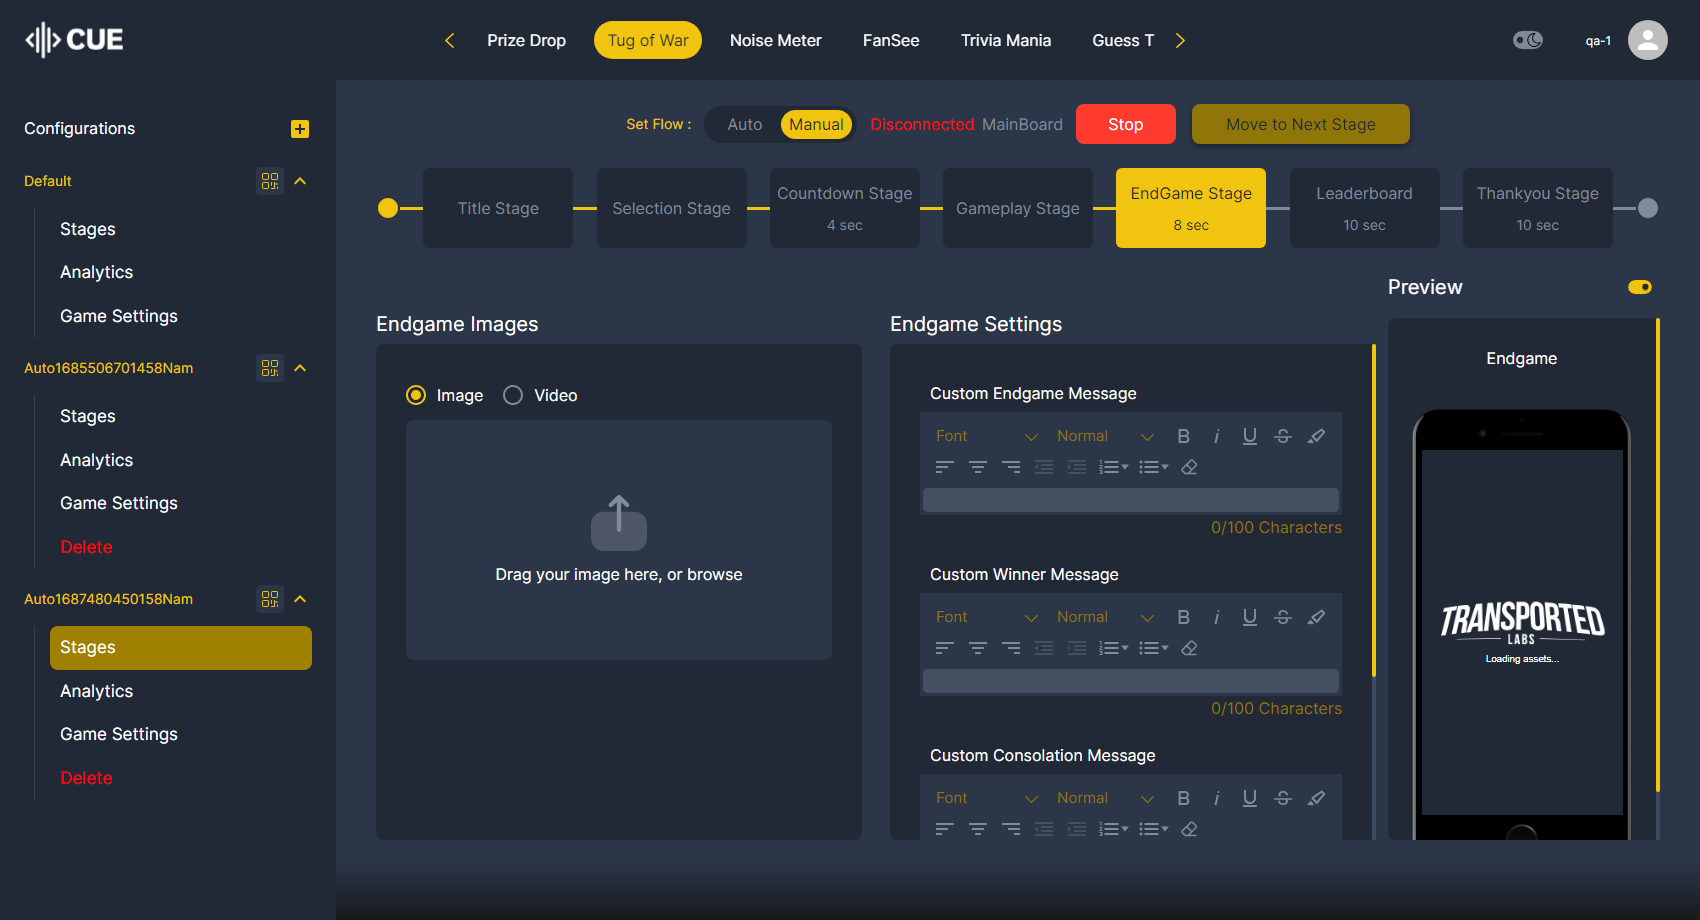 CUE
Prize Drop
Tug of War
Noise Meter
FanSee
Trivia Mania
Guess T
qa-1
Configurations
Default
Stages
Analytics
Game Settings
Auto1685506701458Nam
Stages
Analytics
Game Settings
Delete
Auto1687480450158Nam
Stages
Analytics
Game Settings
Delete
Set Flow :
Auto
Manual
Disconnected MainBoard
Stop
Move to Next Stage
Title Stage
Selection Stage
Countdown Stage
4 sec
Gameplay Stage
EndGame Stage
8 sec
Leaderboard
10 sec
Thankyou Stage
10 sec
Endgame Images
Image
Video
Drag your image here, or browse
Endgame Settings
Custom Endgame Message
Font
Normal
B
i
U
S
0/100 Characters
Custom Winner Message
Font
Normal
B
i
U
S
0/100 Characters
Custom Consolation Message
Font
Normal
B
i
U
S
Preview
Endgame
TRANSPORTED
LABS
Loading assets...